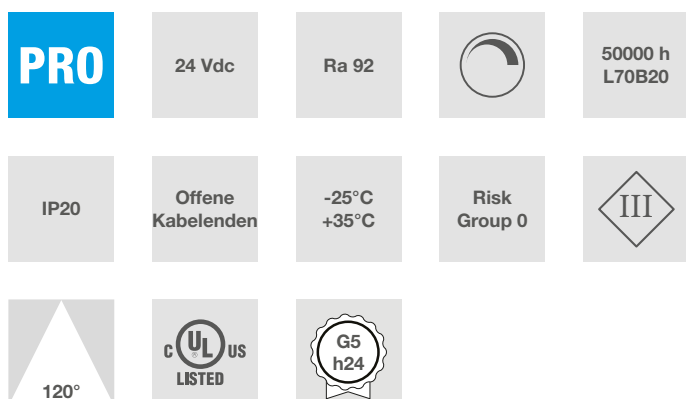 PRO
24 Vdc
Ra 92
50000 h
L70B20
IP20
Offene
Kabelenden
-25°C
+35°C
Risk
Group 0
III
120°
C UL® US
LISTED
G5
h24